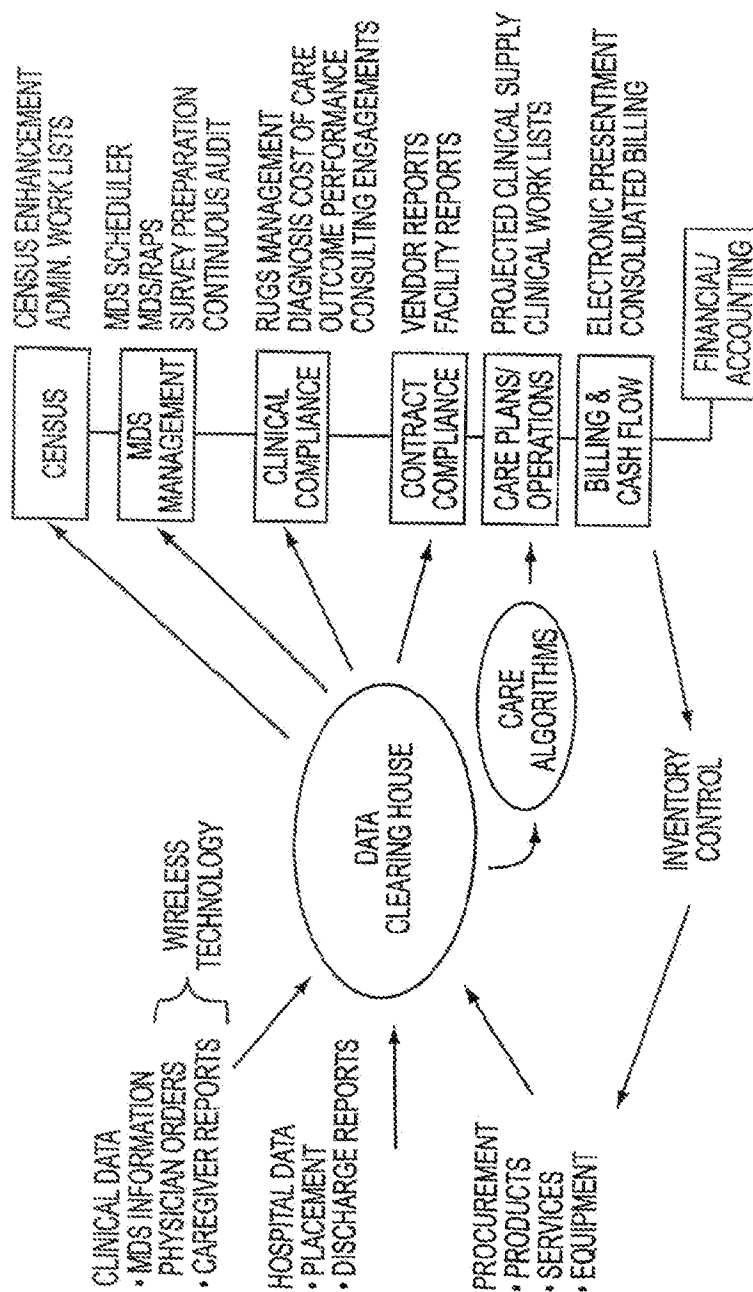 CLINICAL DATA
• MDS INFORMATION
PHYSICIAN ORDERS
• CAREGIVER REPORTS
WIRELESS
TECHNOLOGY
HOSPITAL DATA
• PLACEMENT
• DISCHARGE REPORTS
PROCUREMENT
• PRODUCTS
• SERVICES
• EQUIPMENT
DATA
CLEARING HOUSE
CARE
ALGORITHMS
INVENTORY
CONTROL
CENSUS
CENSUS ENHANCEMENT
ADMIN. WORK LISTS
MDS
MANAGEMENT
MDS SCHEDULER
MDS/RAPS
SURVEY PREPARATION
CONTINUOUS AUDIT
CLINICAL
COMPLIANCE
RUGS MANAGEMENT
DIAGNOSIS COST OF CARE
OUTCOME PERFORMANCE
CONSULTING ENGAGEMENTS
CONTRACT
COMPLIANCE
VENDOR REPORTS
FACILITY REPORTS
CARE PLANS/
OPERATIONS
PROJECTED CLINICAL SUPPLY
CLINICAL WORK LISTS
BILLING &
CASH FLOW
ELECTRONIC PRESENTMENT
CONSOLIDATED BILLING
FINANCIAL/
ACCOUNTING